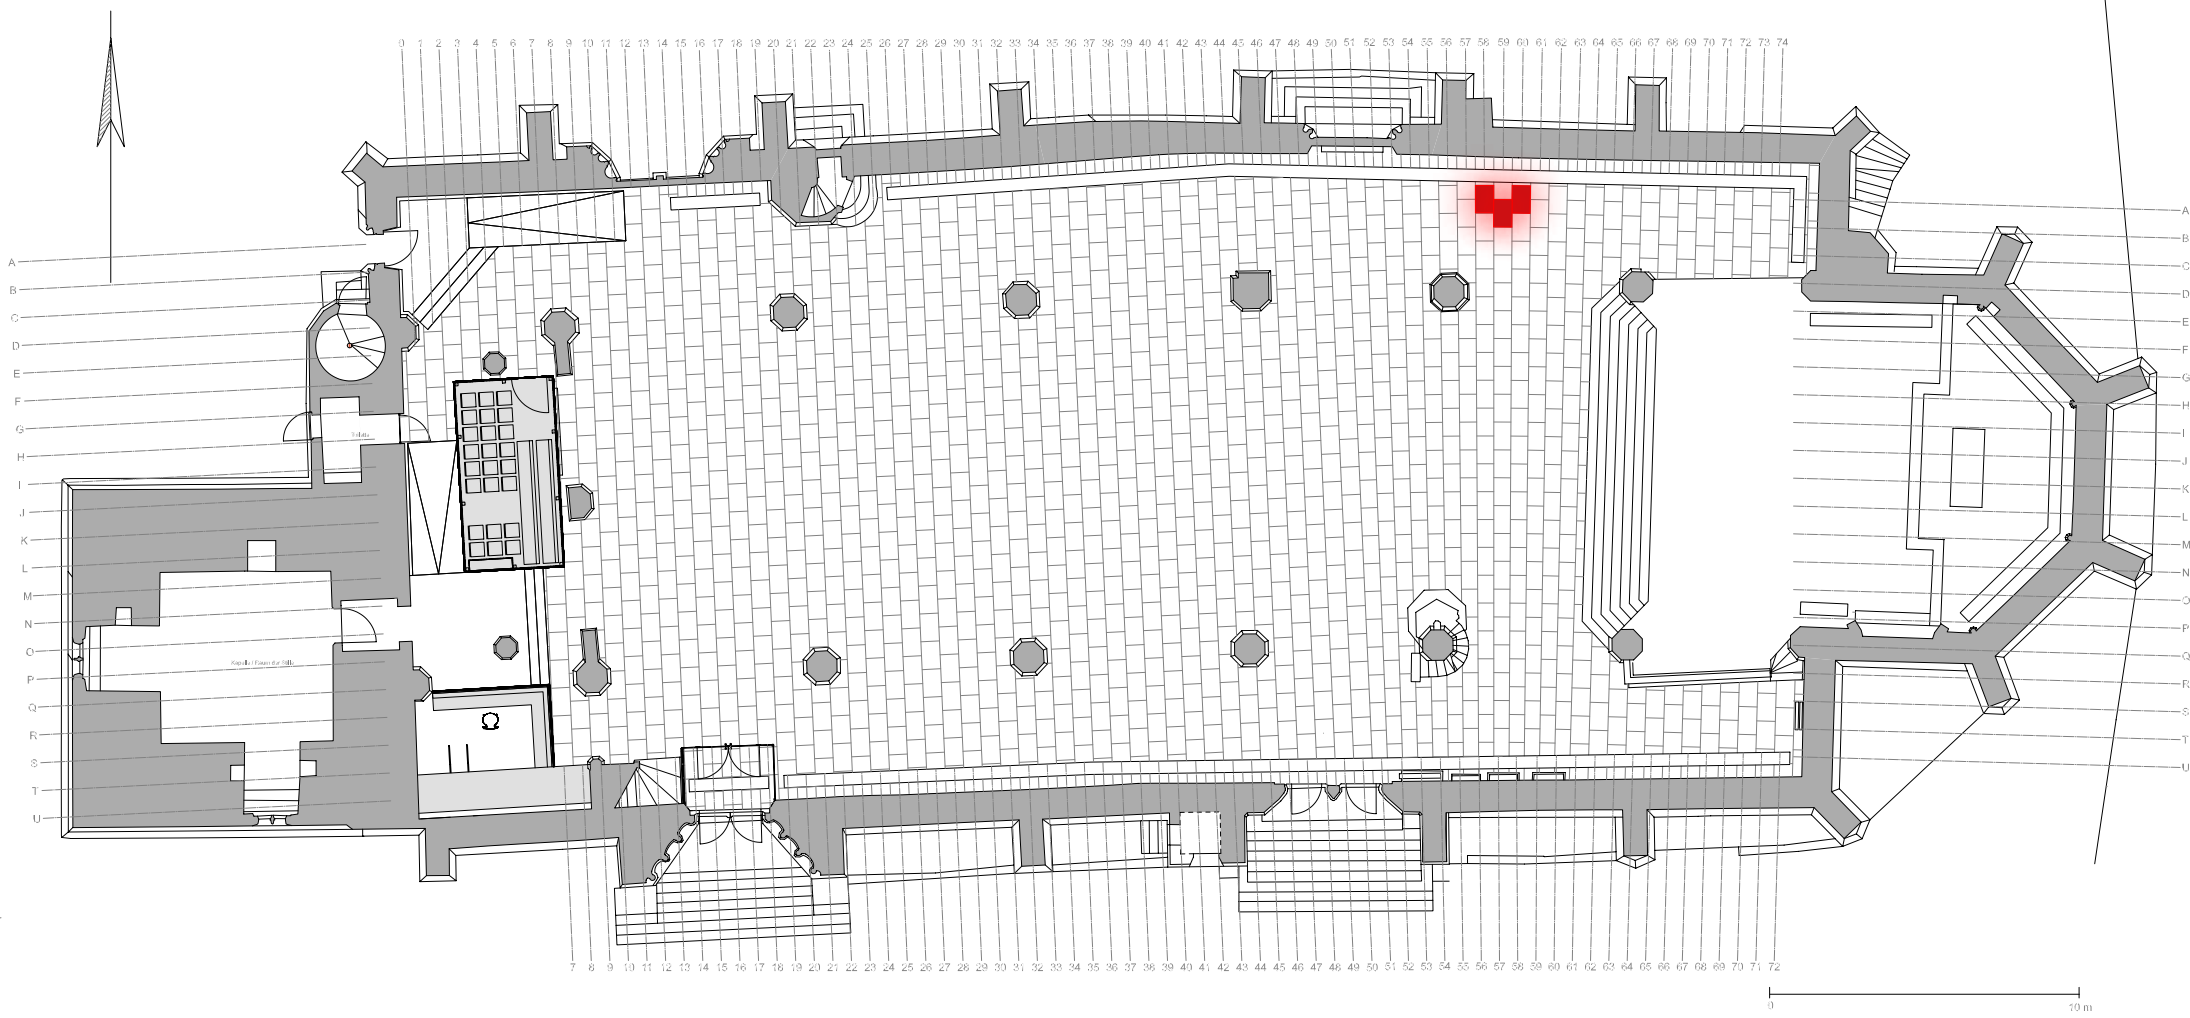 0 1 2 3 4 5 6 7 8 9 10 11 12 13 14 15 16 17 18 19 20 21 22 23 24 25 26 27 28 29 30 31 32 33 34 35 36 37 38 39 40 41 42 43 44 45 46 47 48 49 50 51 52 53 54 55 56 57 58 59 60 61 62 63 64 65 66 67 68 69 70 71 72 73 74
A
B
C
D
E
F
G
H
I
J
K
L
M
N
O
P
Q
R
S
T
U
Kapelle / Raum der Stille
A
B
C
D
E
F
G
H
I
J
K
L
M
N
O
P
Q
R
S
T
U
7 8 9 10 11 12 13 14 15 16 17 18 19 20 21 22 23 24 25 26 27 28 29 30 31 32 33 34 35 36 37 38 39 40 41 42 43 44 45 46 47 48 49 50 51 52 53 54 55 56 57 58 59 60 61 62 63 64 65 66 67 68 69 70 71 72
0 10 m